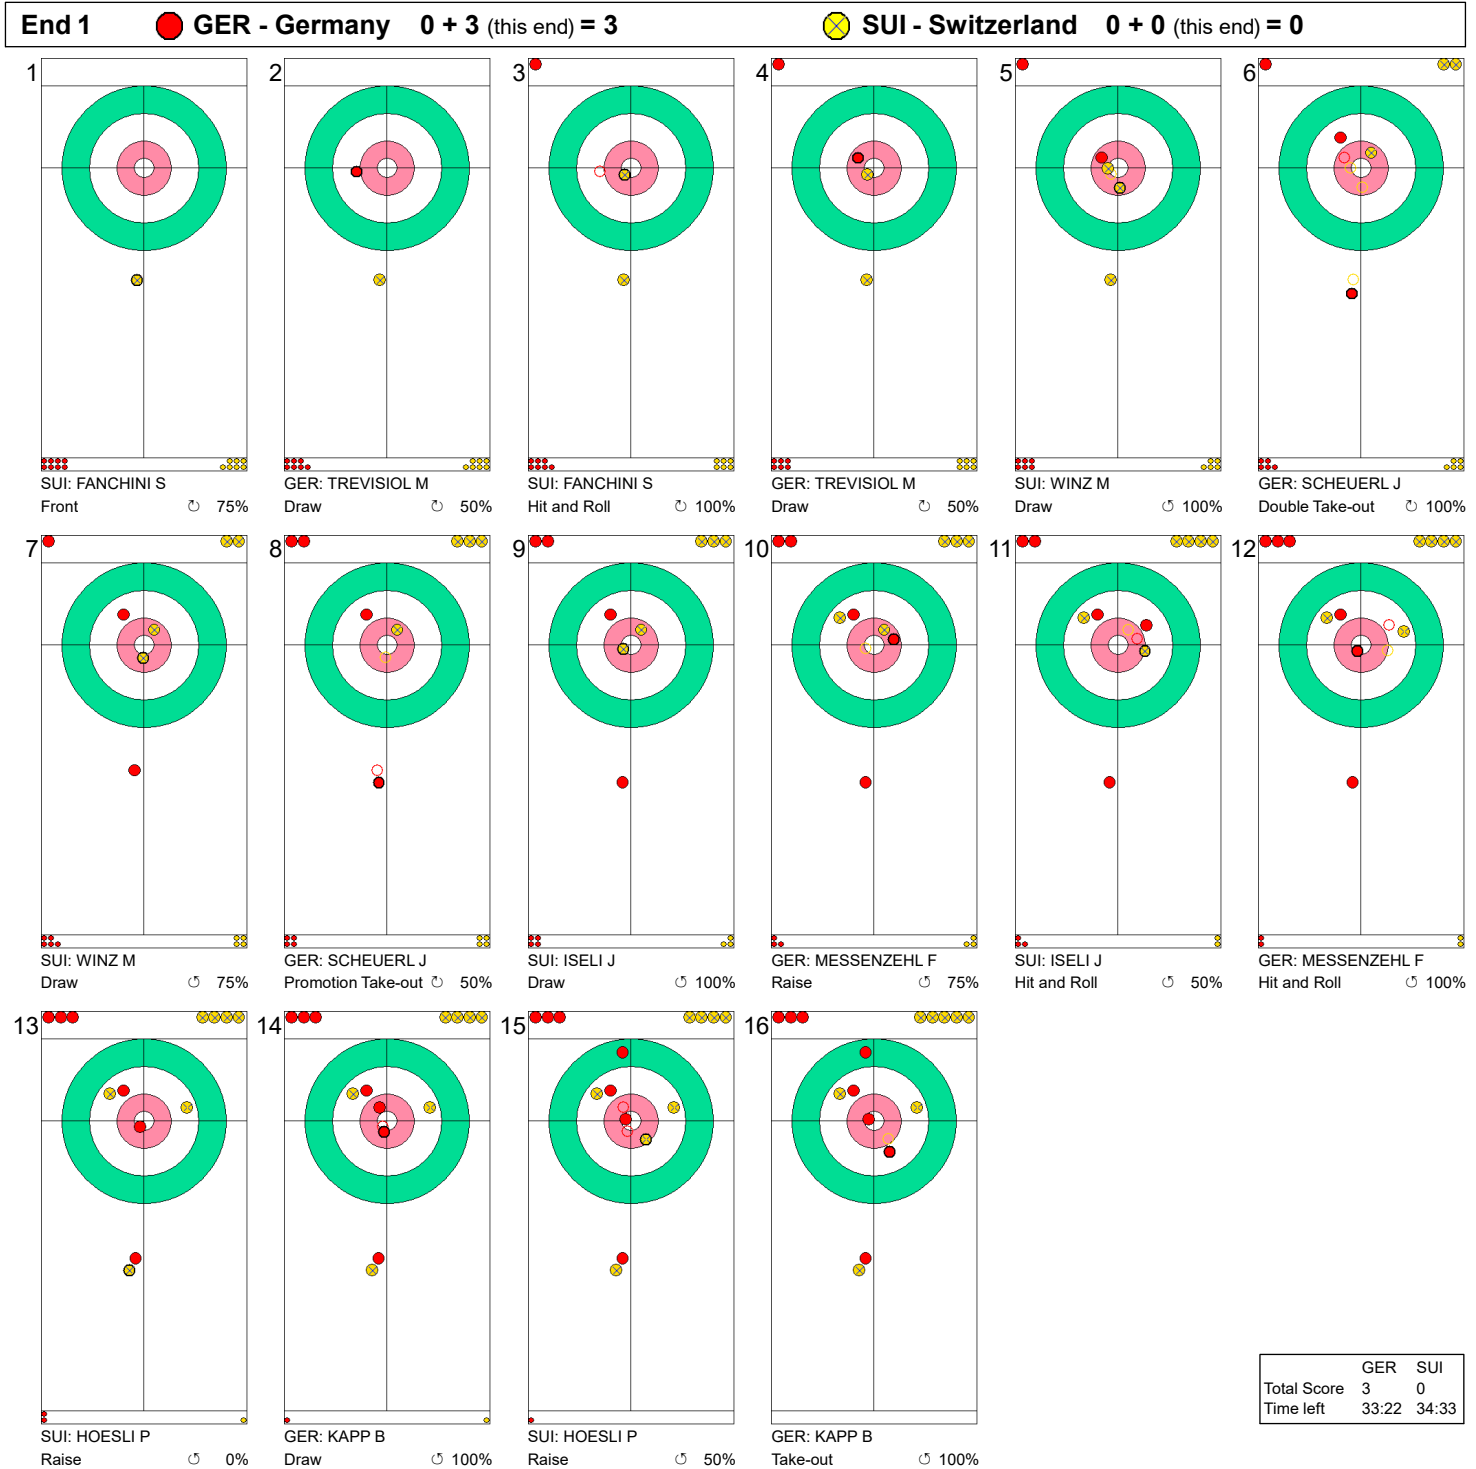 End 1 GER - Germany 0 + 3 (this end) = 3 SUI - Switzerland 0 + 0 (this end) = 0
1 2 3 4 5 6
SUI: FANCHINI S GER: TREVISIOL M SUI: FANCHINI S GER: TREVISIOL M SUI: WINZ M GER: SCHEUERL J
Front ↻ 75% Draw ↻ 50% Hit and Roll ↻ 100% Draw ↻ 50% Draw ↻ 100% Double Take-out ↻ 100%
7 8 9 10 11 12
SUI: WINZ M GER: SCHEUERL J SUI: ISELI J GER: MESSENZEHL F SUI: ISELI J GER: MESSENZEHL F
Draw ↺ 75% Promotion Take-out ↻ 50% Draw ↺ 100% Raise ↺ 75% Hit and Roll ↺ 50% Hit and Roll ↺ 100%
13 14 15 16
SUI: HOESLI P GER: KAPP B SUI: HOESLI P GER: KAPP B
Raise ↺ 0% Draw ↺ 100% Raise ↺ 50% Take-out ↺ 100%
GER SUI
Total Score 3 0
Time left 33:22 34:33